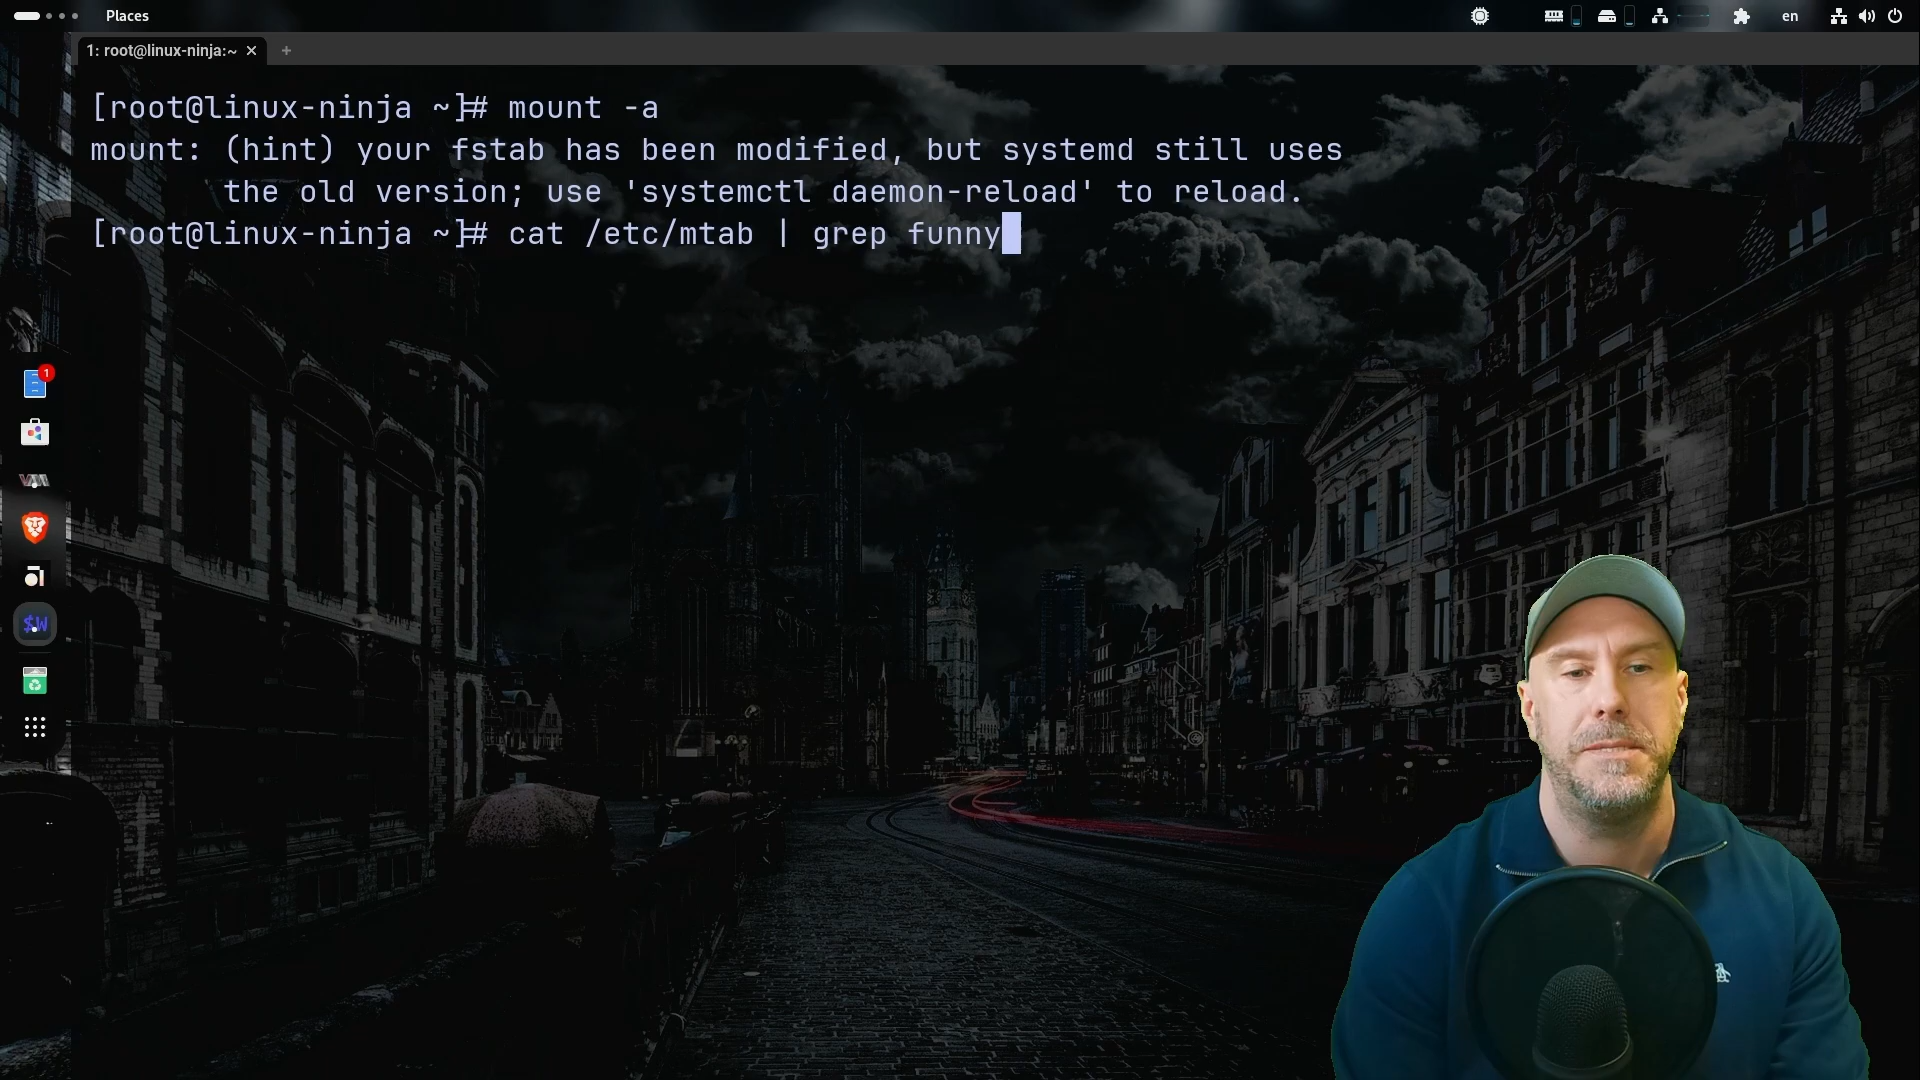 Places
en
1: root@linux-ninja:~
[root@linux-ninja ~]# mount -a
mount: (hint) your fstab has been modified, but systemd still uses
the old version; use 'systemctl daemon-reload' to reload.
[root@linux-ninja ~]# cat /etc/mtab | grep funny
1
$W